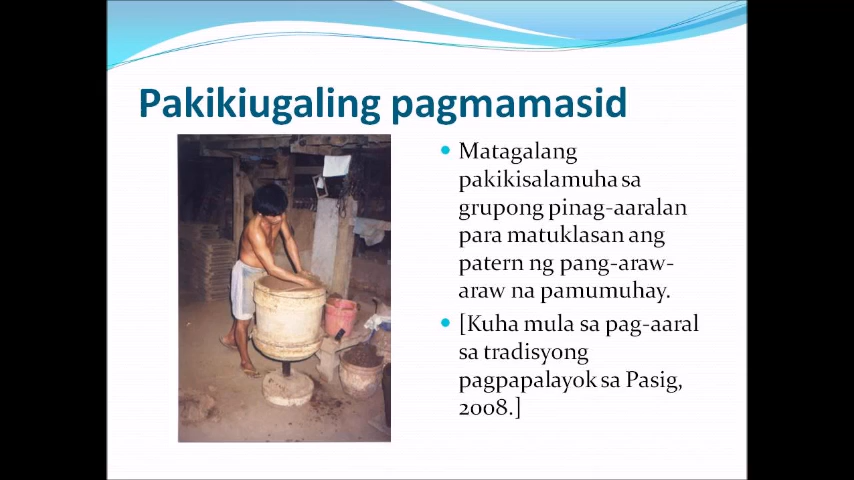 Pakikiugaling pagmamasid
Matagalang
pakikisalamuha sa
grupong pinag-aaralan
para matuklasan ang
patern ng pang-araw-
araw na pamumuhay.
[Kuha mula sa pag-aaral
sa tradisyong
pagpapalayok sa Pasig,
2008.]